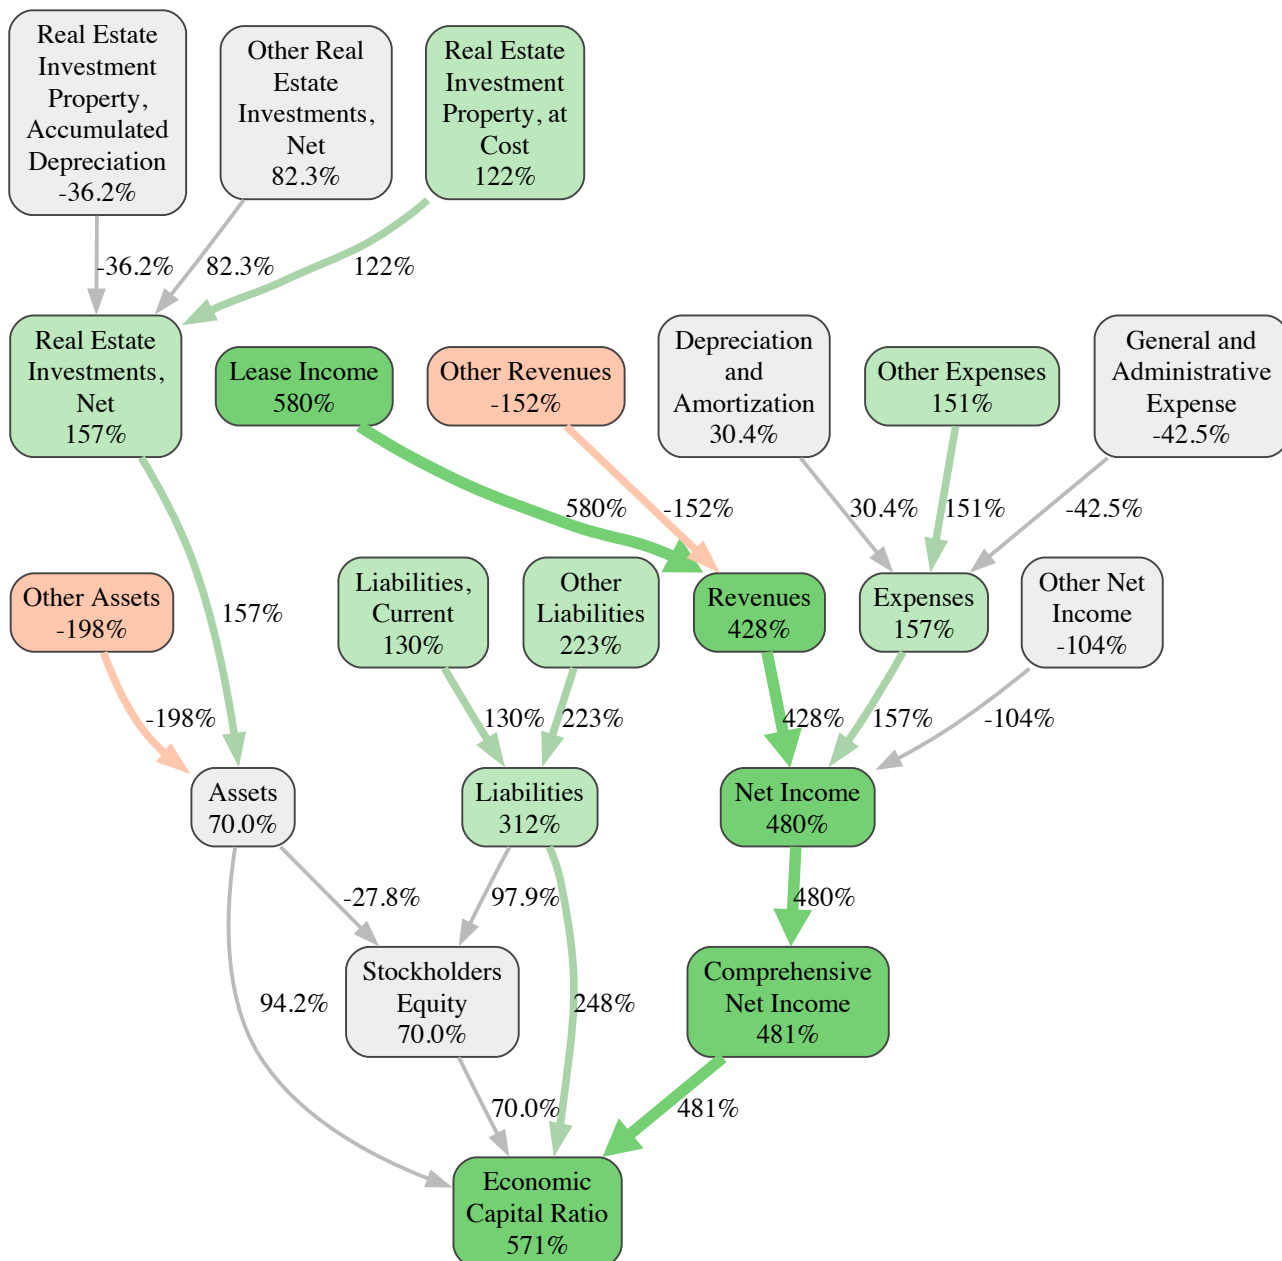 Real Estate
Investment
Property,
Accumulated
Depreciation
-36.2%
Other Real
Estate
Investments,
Net
82.3%
Real Estate
Investment
Property, at
Cost
122%
-36.2%
82.3%
122%
Real Estate
Investments,
Net
157%
Lease Income
580%
Other Revenues
-152%
Depreciation
and
Amortization
30.4%
Other Expenses
151%
General and
Administrative
Expense
-42.5%
580%
-152%
30.4%
151%
-42.5%
Other Assets
-198%
157%
Liabilities,
Current
130%
Other
Liabilities
223%
Revenues
428%
Expenses
157%
Other Net
Income
-104%
-198%
130%
223%
428%
157%
-104%
Assets
70.0%
Liabilities
312%
Net Income
480%
-27.8%
97.9%
480%
94.2%
Stockholders
Equity
70.0%
248%
Comprehensive
Net Income
481%
70.0%
481%
Economic
Capital Ratio
571%